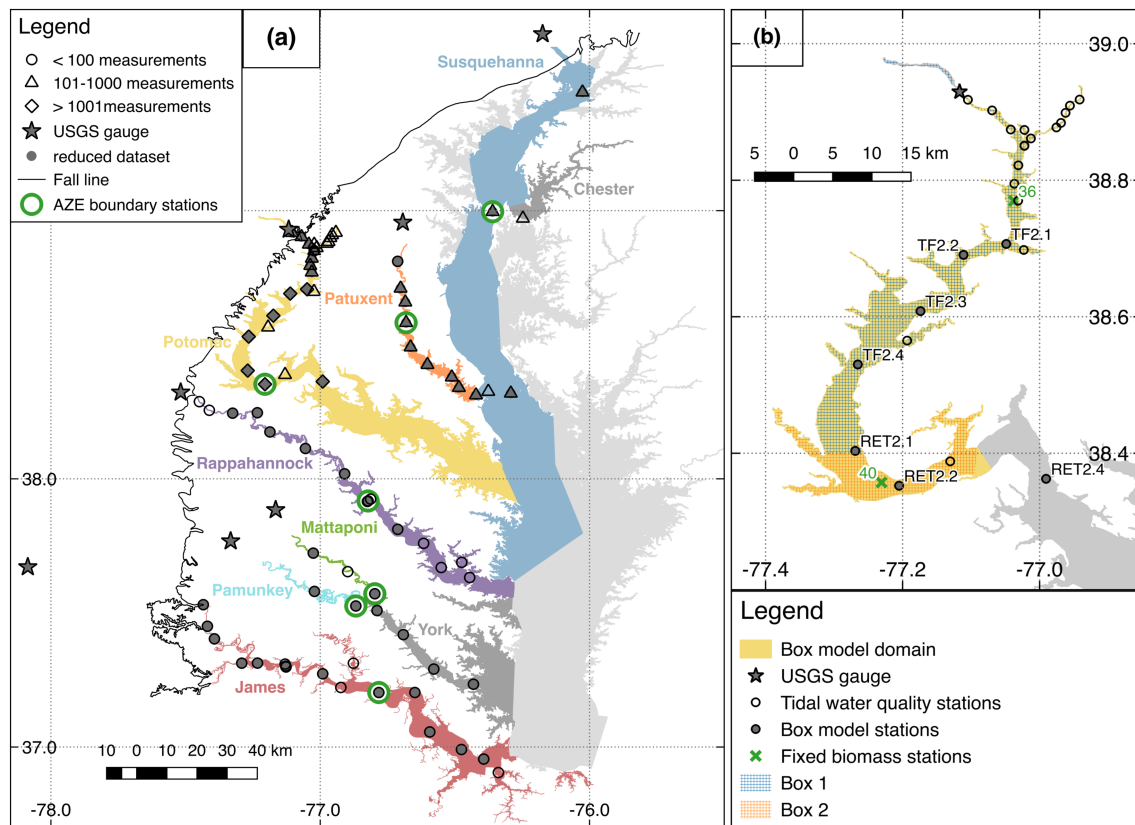 Legend
< 100 measurements
101-1000 measurements
> 1001measurements
USGS gauge
reduced dataset
Fall line
AZE boundary stations
(a)
Susquehanna
Chester
Patuxent
Potomac
Rappahannock
Mattaponi
Pamunkey
York
James
38.0
37.0
10 0 10 20 30 40 km
-78.0
-77.0
-76.0
(b)
39.0
5 0 5 10 15 km
38.8
36
TF2.1
TF2.2
TF2.3
38.6
TF2.4
RET2.1
38.4
40
RET2.2
RET2.4
-77.4
-77.2
-77.0
Legend
Box model domain
USGS gauge
Tidal water quality stations
Box model stations
Fixed biomass stations
Box 1
Box 2